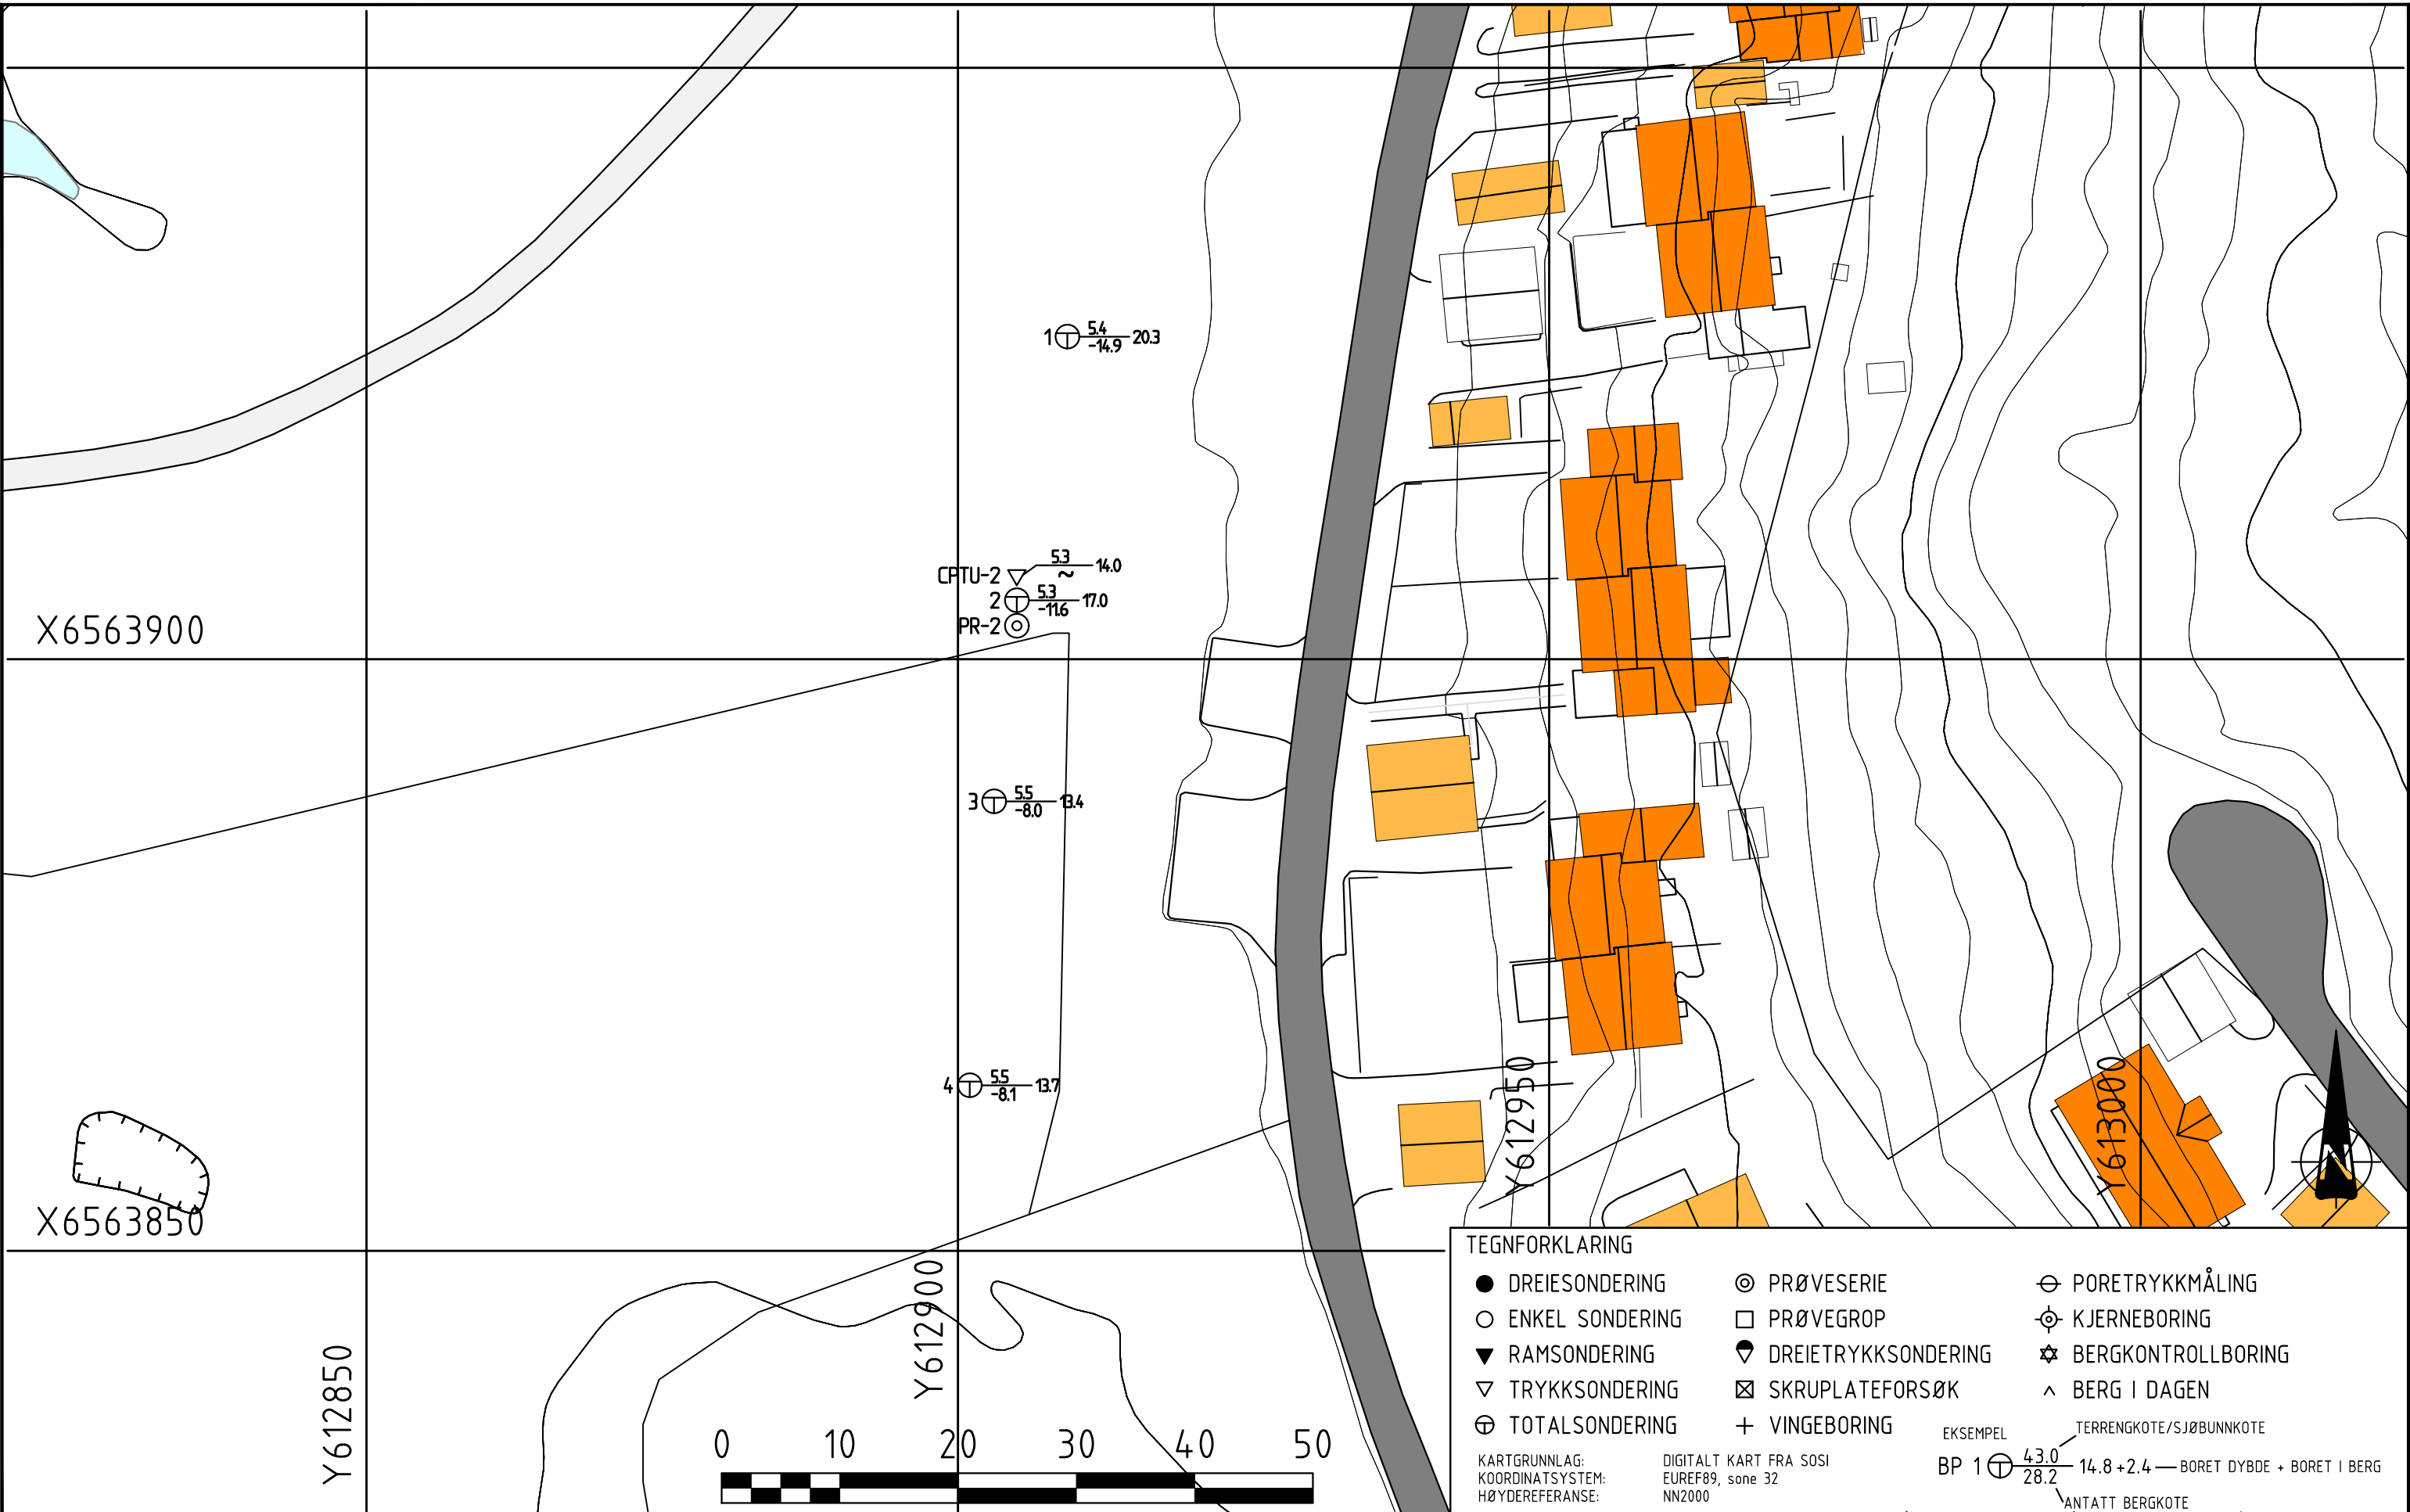 1 5.4 20.3
-14.9
CPTU-2 5.3 14.0
~
2 5.3 17.0
-11.6
PR-2
X6563900
3 5.5 13.4
-8.0
4 5.5 13.7
-8.1
X6563850
Y612850
Y612900
Y612950
Y613000
0 10 20 30 40 50
TEGNFORKLARING
DREIESONDERING PRØVESERIE PORETRYKKMÅLING
ENKEL SONDERING PRØVEGROP KJERNEBORING
RAMSONDERING DREIETRYKKSONDERING BERGKONTROLLBORING
TRYKKSONDERING SKRUPLATEFORSØK BERG I DAGEN
TOTALSONDERING VINGEBORING
EKSEMPEL TERRENGKOTE/SJØBUNNKOTE
BP 1 43.0 14.8 +2.4 BORET DYBDE + BORET I BERG
28.2
ANTATT BERGKOTE
KARTGRUNNLAG: DIGITALT KART FRA SOSI
KOORDINATSYSTEM: EUREF89, sone 32
HØYDEREFERANSE: NN2000